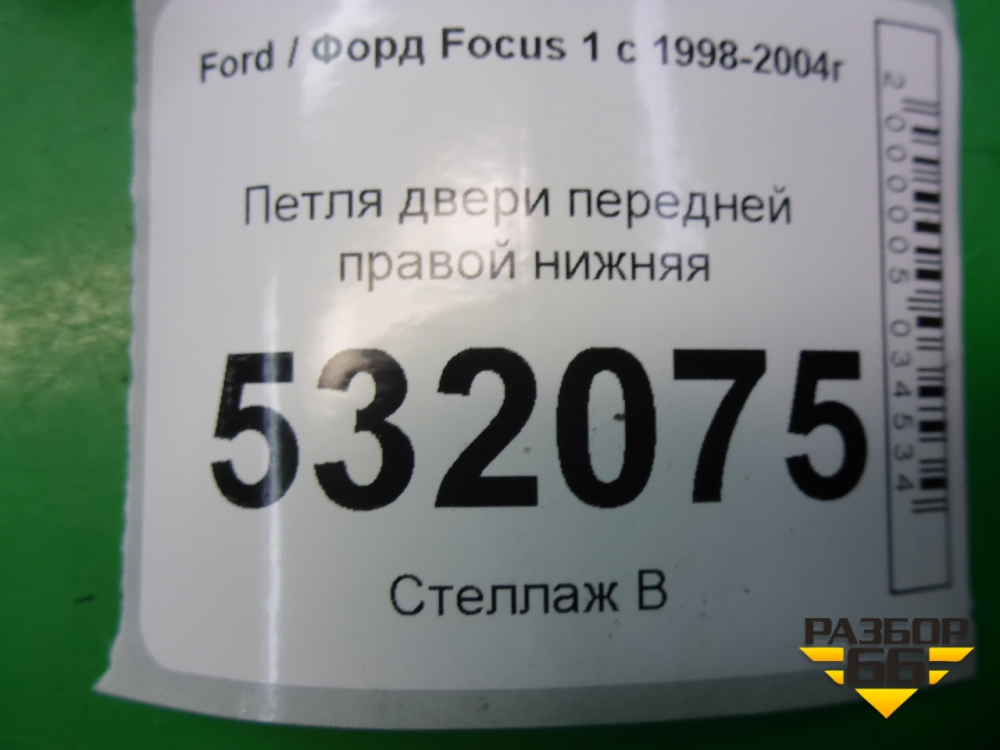 Ford / Форд Focus 1 с 1998-2004г
Петля двери передней
правой нижняя
532075
Стеллаж В
2000005034534
РАЗБОР
66